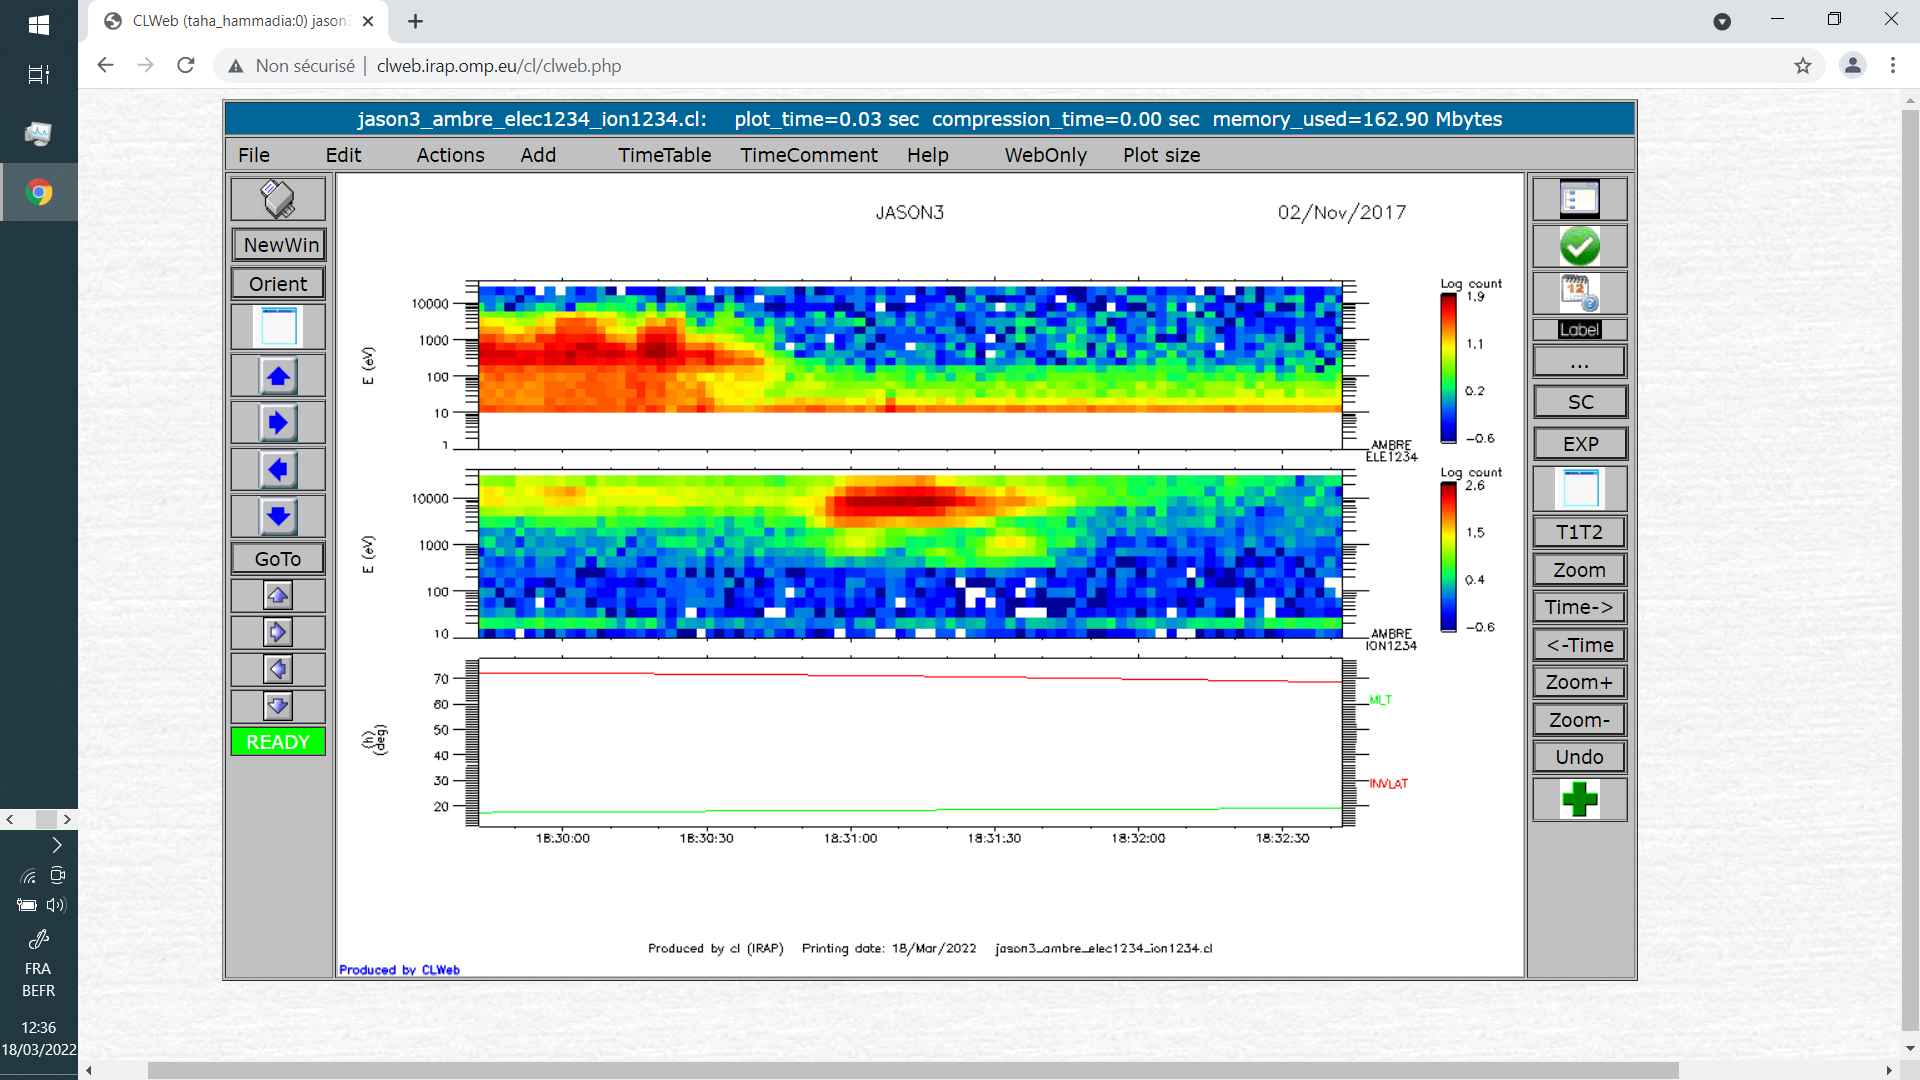 CLWeb (taha_hammadia:0) jason3
Non sécurisé | clweb.irap.omp.eu/cl/clweb.php
jason3_ambre_elec1234_ion1234.cl: plot_time=0.03 sec compression_time=0.00 sec memory_used=162.90 Mbytes
File Edit Actions Add TimeTable TimeComment Help WebOnly Plot size
NewWin
Orient
GoTo
READY
JASON3 02/Nov/2017
10000
1000
100
10
1
E (eV)
Log count
1.9
1.1
0.2
-0.6
AMBRE
ELE1234
10000
1000
100
10
E (eV)
Log count
2.6
1.5
0.4
-0.6
AMBRE
ION1234
70
60
50
40
30
20
(h)
(deg)
MLT
INVLAT
18:30:00 18:30:30 18:31:00 18:31:30 18:32:00 18:32:30
Produced by cl (IRAP) Printing date: 18/Mar/2022 jason3_ambre_elec1234_ion1234.cl
Produced by CLWeb
12
Label
...
SC
EXP
T1T2
Zoom
Time->
<-Time
Zoom+
Zoom-
Undo
FRA
BEFR
12:36
18/03/2022